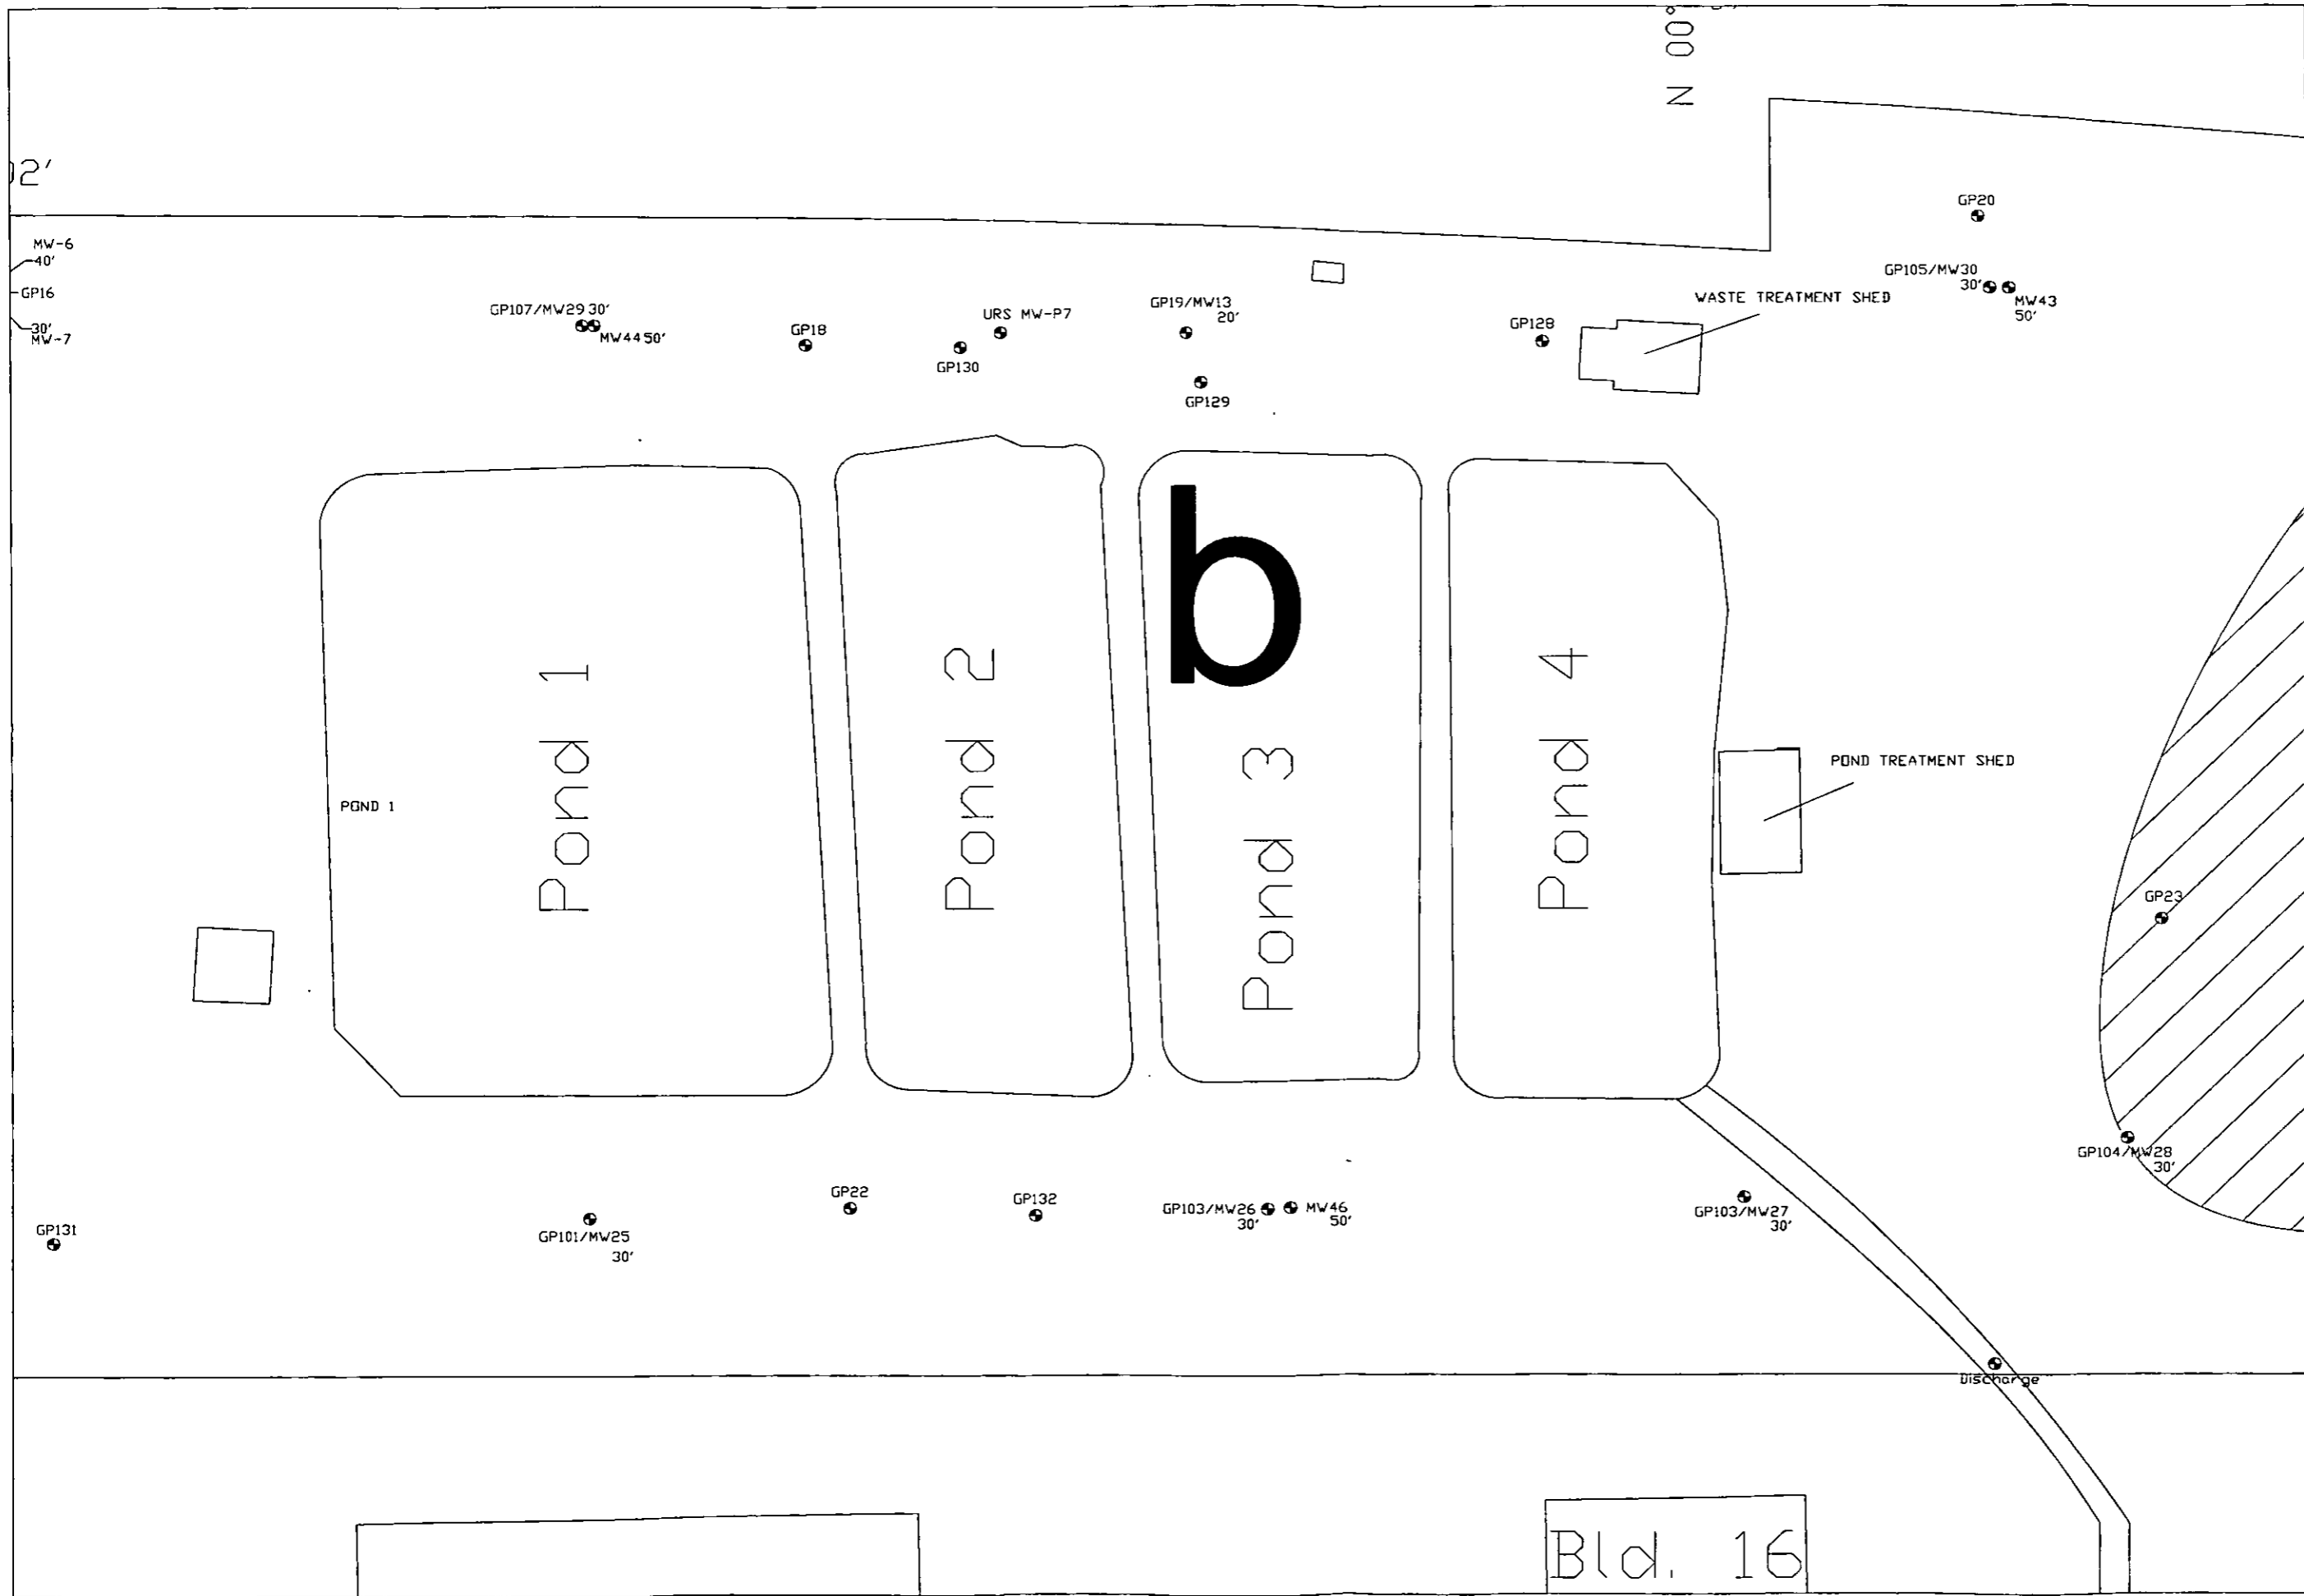 N 00°
02'
MW-6
40'
GP16
30'
MW-7
GP20
GP105/MW30
30'
MW43
50'
WASTE TREATMENT SHED
GP107/MW29 30'
MW44 50'
GP18
URS MW-P7
GP130
GP19/MW13
20'
GP129
GP128
b
Pond 1
Pond 2
Pond 3
Pond 4
POND 1
POND TREATMENT SHED
GP23
GP104/MW28
30'
GP131
GP101/MW25
30'
GP22
GP132
GP103/MW26
30'
MW46
50'
GP103/MW27
30'
Discharge
Bld. 16